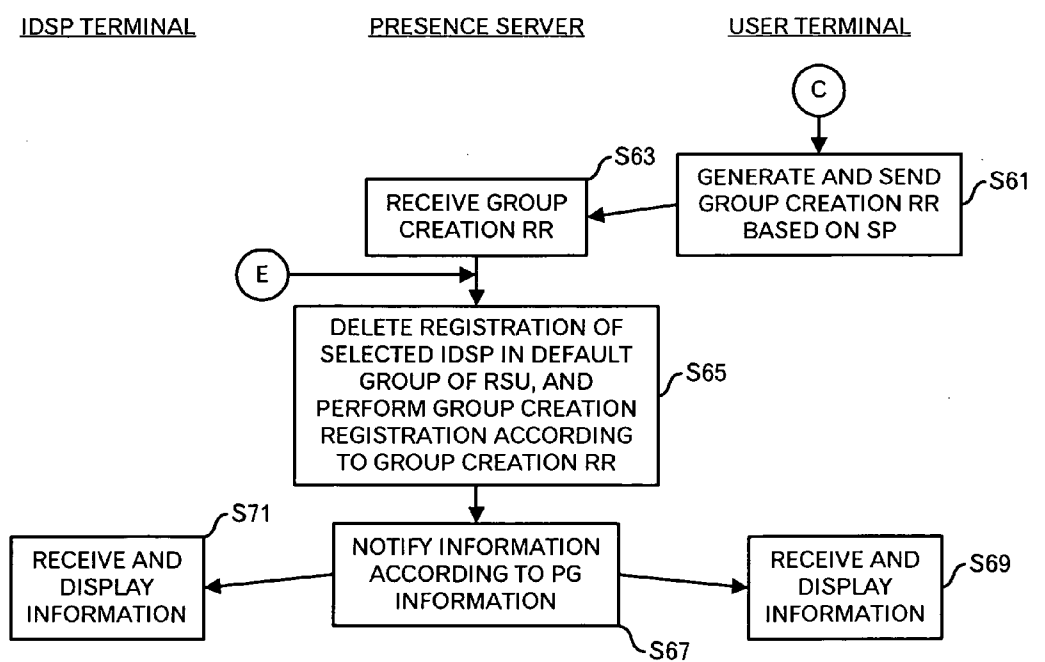 IDSP TERMINAL
PRESENCE SERVER
USER TERMINAL
C
S63
RECEIVE GROUP
CREATION RR
GENERATE AND SEND
GROUP CREATION RR
BASED ON SP
S61
E
DELETE REGISTRATION OF
SELECTED IDSP IN DEFAULT
GROUP OF RSU, AND
PERFORM GROUP CREATION
REGISTRATION ACCORDING
TO GROUP CREATION RR
S65
S71
RECEIVE AND
DISPLAY
INFORMATION
NOTIFY INFORMATION
ACCORDING TO PG
INFORMATION
S67
RECEIVE AND
DISPLAY
INFORMATION
S69